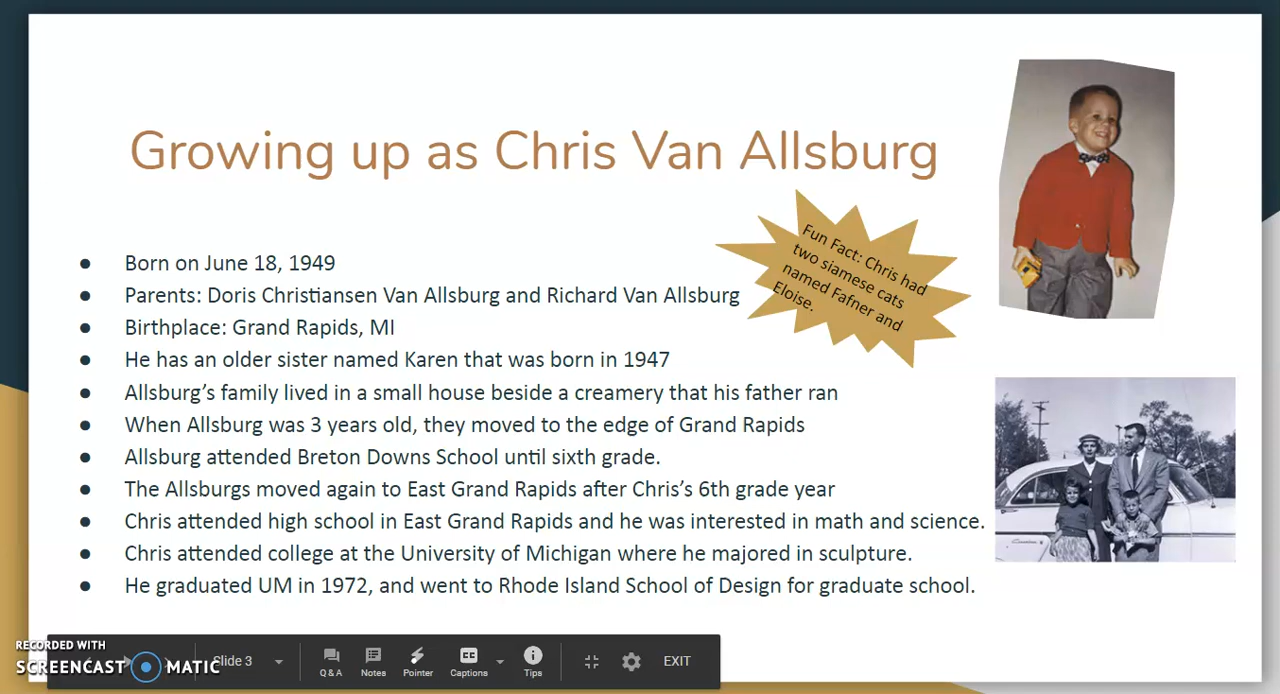 Growing up as Chris Van Allsburg
Fun Fact: Chris had
two siamese cats
named Fafner and
Eloise.
● Born on June 18, 1949
● Parents: Doris Christiansen Van Allsburg and Richard Van Allsburg
● Birthplace: Grand Rapids, MI
● He has an older sister named Karen that was born in 1947
● Allsburg's family lived in a small house beside a creamery that his father ran
● When Allsburg was 3 years old, they moved to the edge of Grand Rapids
● Allsburg attended Breton Downs School until sixth grade.
● The Allsburgs moved again to East Grand Rapids after Chris's 6th grade year
● Chris attended high school in East Grand Rapids and he was interested in math and science.
● Chris attended college at the University of Michigan where he majored in sculpture.
● He graduated UM in 1972, and went to Rhode Island School of Design for graduate school.
RECORDED WITH
SCREENCAST MATIC
Slide 3
Q & A
Notes
Pointer
CC
Captions
Tips
EXIT